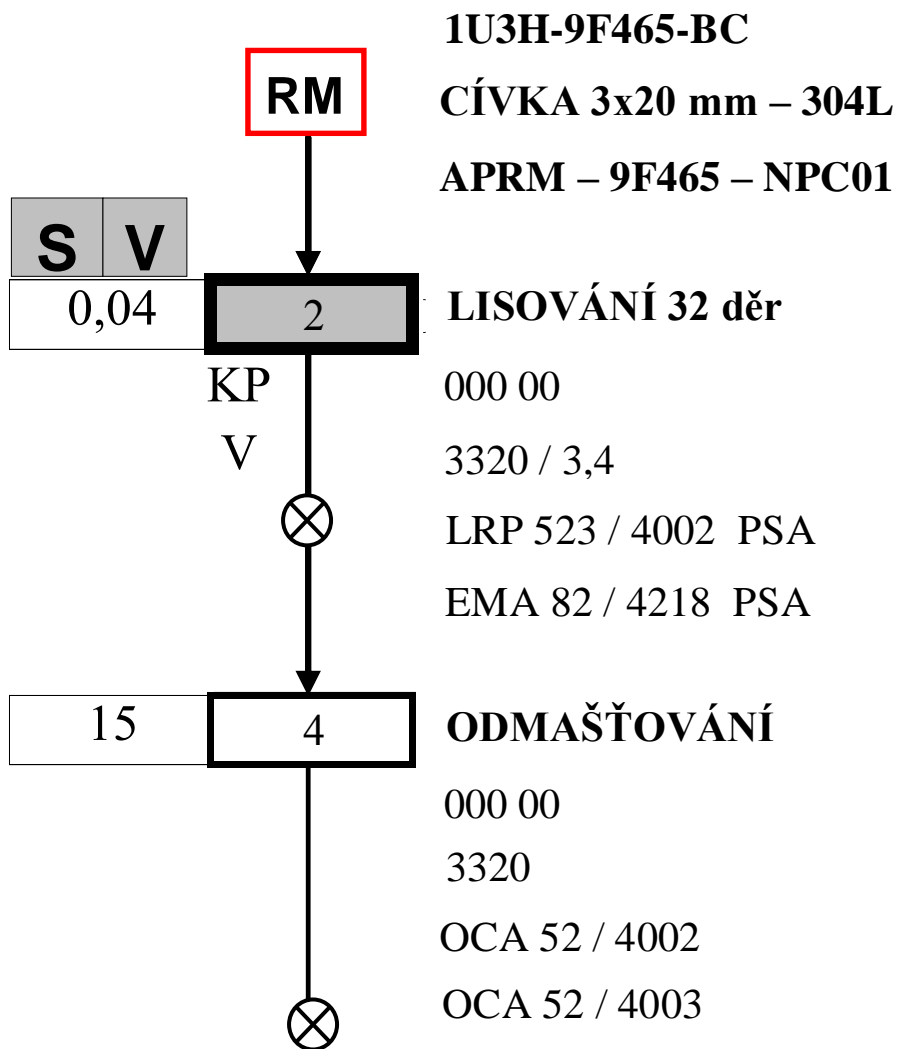 1U3H-9F465-BC
RM
CÍVKA 3x20 mm – 304L
APRM – 9F465 – NPC01
S V
0,04 2 LISOVÁNÍ 32 děr
KP 000 00
V
3320 / 3,4
LRP 523 / 4002 PSA
EMA 82 / 4218 PSA
15 4 ODMAŠŤOVÁNÍ
000 00
3320
OCA 52 / 4002
OCA 52 / 4003